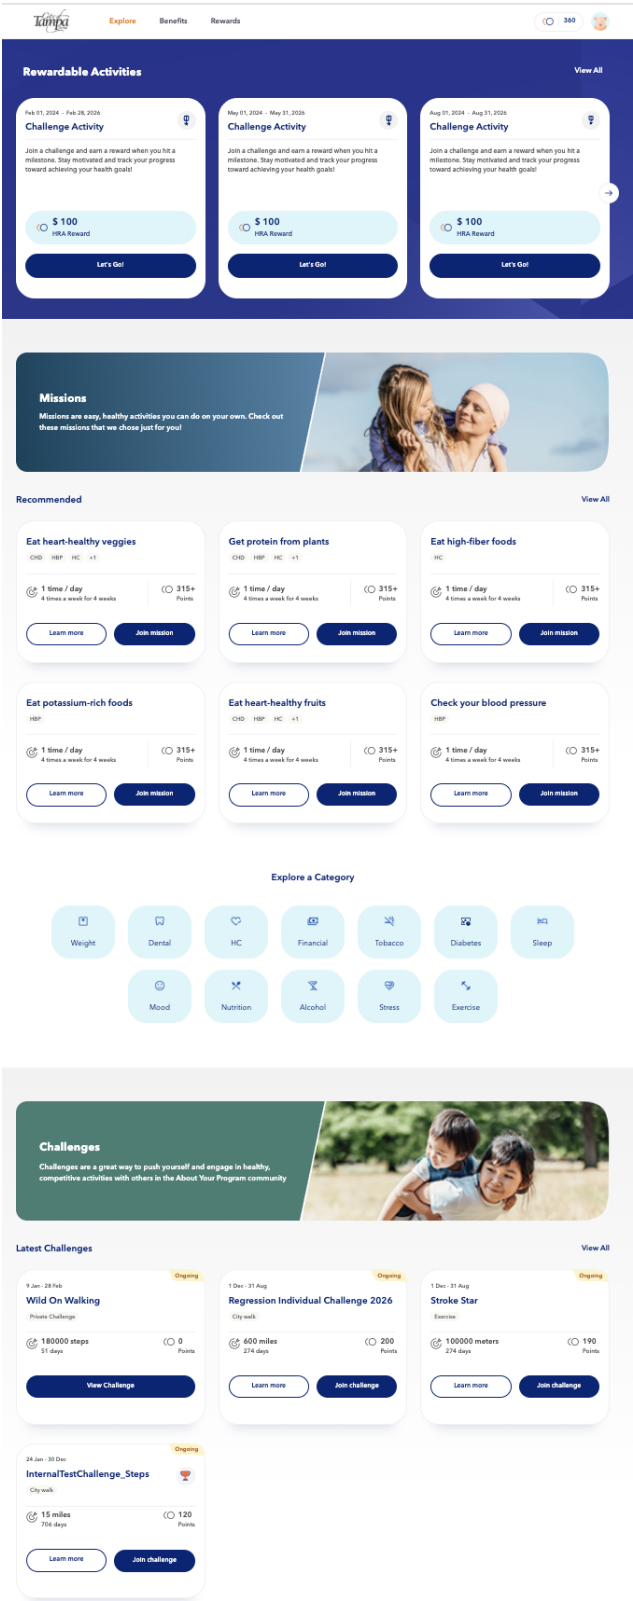 City of
Tampa
Explore
Benefits
Rewards
360
Rewardable Activities
View All
Feb 01, 2024 - Feb 28, 2026
Challenge Activity
Join a challenge and earn a reward when you hit a
milestone. Stay motivated and track your progress
toward achieving your health goals!
$ 100
HRA Reward
Let's Go!
May 01, 2024 - May 31, 2026
Challenge Activity
Join a challenge and earn a reward when you hit a
milestone. Stay motivated and track your progress
toward achieving your health goals!
$ 100
HRA Reward
Let's Go!
Aug 01, 2024 - Aug 31, 2026
Challenge Activity
Join a challenge and earn a reward when you hit a
milestone. Stay motivated and track your progress
toward achieving your health goals!
$ 100
HRA Reward
Let's Go!
Missions
Missions are easy, healthy activities you can do on your own. Check out
these missions that we chose just for you!
Recommended
View All
Eat heart-healthy veggies
CHD HBP HC +1
1 time / day
4 times a week for 4 weeks
315+
Points
Learn more
Join mission
Get protein from plants
CHD HBP HC +1
1 time / day
4 times a week for 4 weeks
315+
Points
Learn more
Join mission
Eat high-fiber foods
HC
1 time / day
4 times a week for 4 weeks
315+
Points
Learn more
Join mission
Eat potassium-rich foods
HBP
1 time / day
4 times a week for 4 weeks
315+
Points
Learn more
Join mission
Eat heart-healthy fruits
CHD HBP HC +1
1 time / day
4 times a week for 4 weeks
315+
Points
Learn more
Join mission
Check your blood pressure
HBP
1 time / day
4 times a week for 4 weeks
315+
Points
Learn more
Join mission
Explore a Category
Weight
Dental
HC
Financial
Tobacco
Diabetes
Sleep
Mood
Nutrition
Alcohol
Stress
Exercise
Challenges
Challenges are a great way to push yourself and engage in healthy,
competitive activities with others in the About Your Program community
Latest Challenges
View All
Ongoing
9 Jan - 28 Feb
Wild On Walking
Private Challenge
180000 steps
51 days
0
Points
View Challenge
Ongoing
1 Dec - 31 Aug
Regression Individual Challenge 2026
City walk
600 miles
274 days
200
Points
Learn more
Join challenge
Ongoing
1 Dec - 31 Aug
Stroke Star
Exercise
100000 meters
274 days
190
Points
Learn more
Join challenge
Ongoing
24 Jan - 30 Dec
InternalTestChallenge_Steps
City walk
15 miles
706 days
120
Points
Learn more
Join challenge